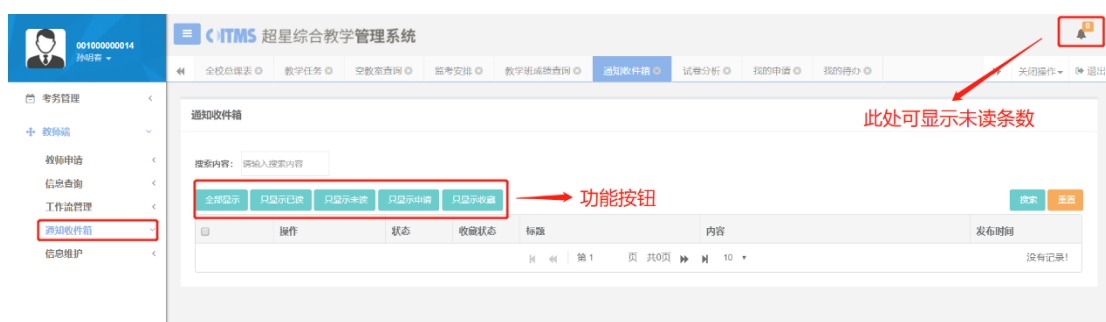 001000000014
孙明春
CITMS 超星综合教学管理系统
全校总课表 教学任务 空教室查询 监考安排 教学班成绩查询 通知收件箱 试卷分析 我的申请 我的待办 关闭操作 退出
考务管理
教师端
教师申请
信息查询
工作流管理
通知收件箱
信息维护
通知收件箱
此处可显示未读条数
搜索内容： 请输入搜索内容
全部显示 只显示已读 只显示未读 只显示申请 只显示收藏
功能按钮
搜索 重置
操作 状态 收藏状态 标题 内容 发布时间
第 1 页 共0页 10 没有记录!